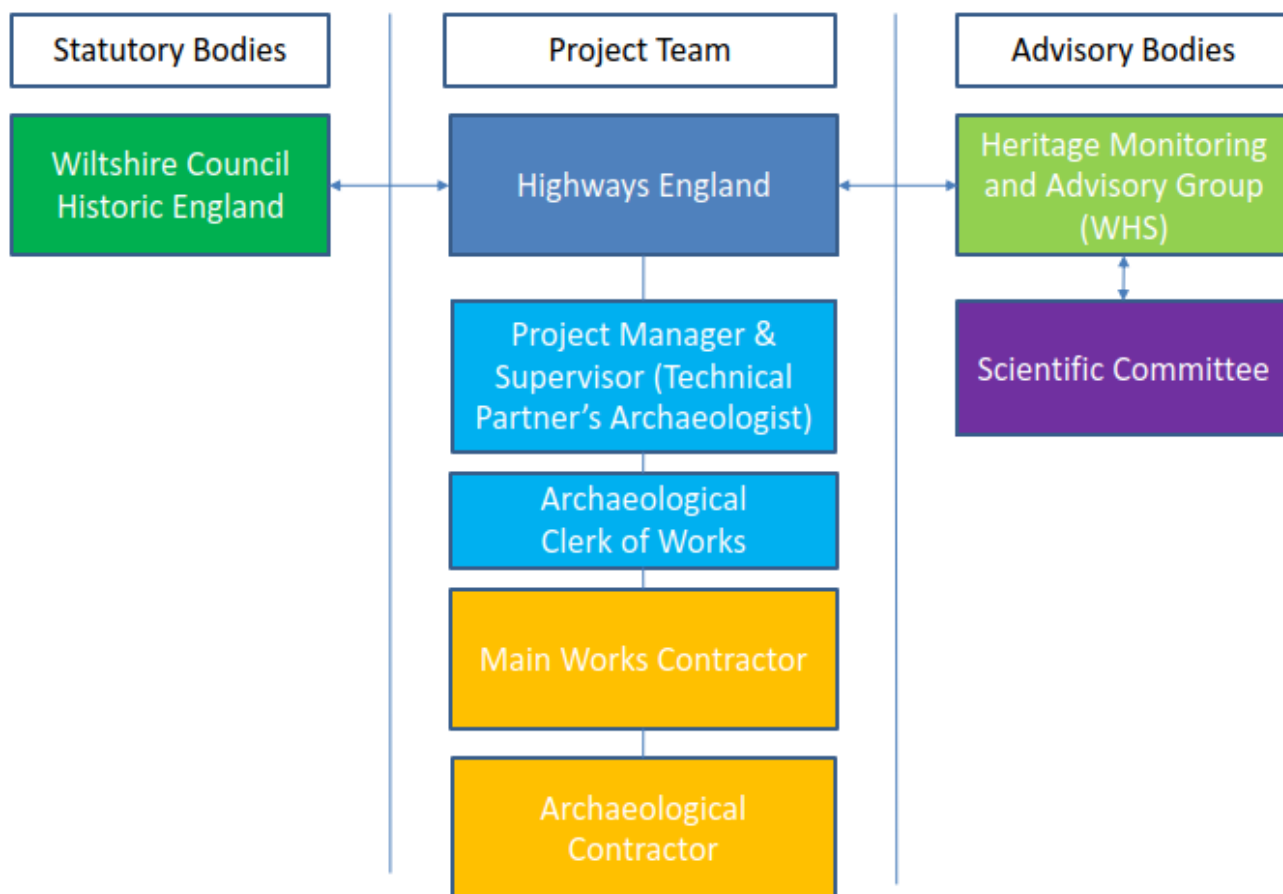 Statutory Bodies
Project Team
Advisory Bodies
Wiltshire Council
Historic England
Highways England
Heritage Monitoring
and Advisory Group
(WHS)
Project Manager &
Supervisor (Technical
Partner’s Archaeologist)
Scientific Committee
Archaeological
Clerk of Works
Main Works Contractor
Archaeological
Contractor